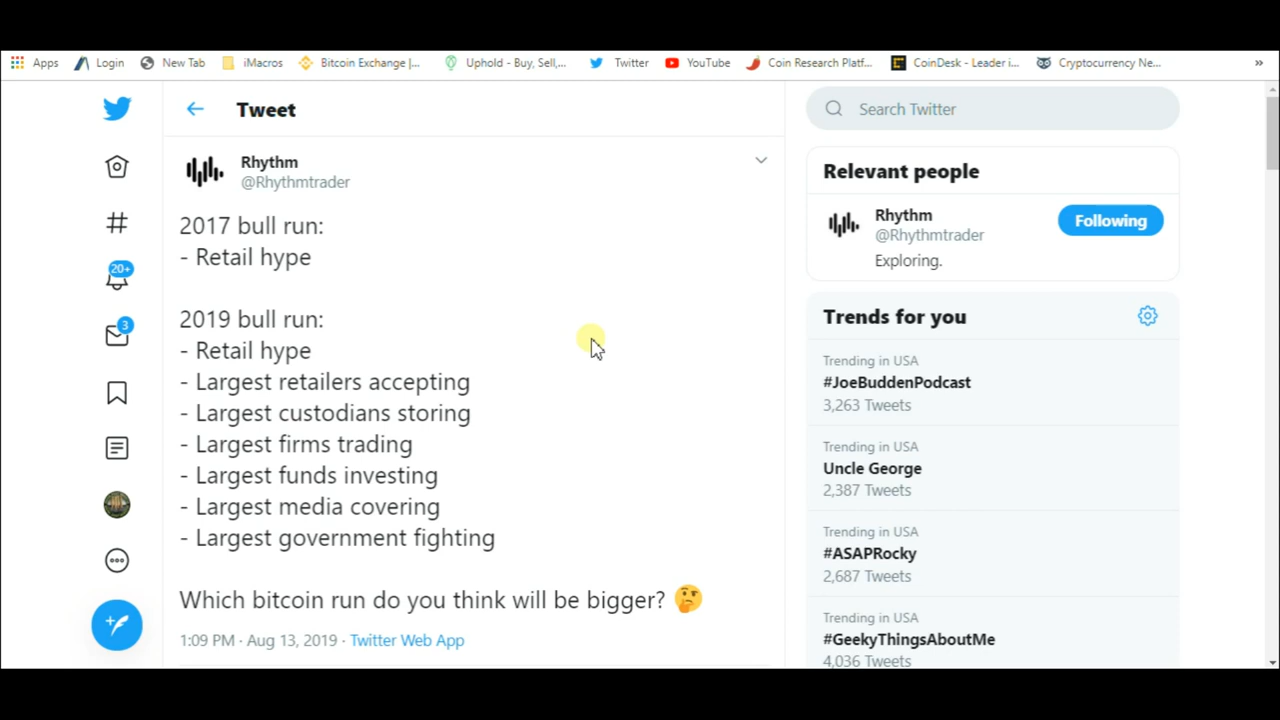 Apps Login New Tab iMacros Bitcoin Exchange |... Uphold - Buy, Sell,... Twitter YouTube Coin Research Platf... CoinDesk - Leader i... Cryptocurrency Ne... »
Tweet
Rhythm
@Rhythmtrader
2017 bull run:
- Retail hype
2019 bull run:
- Retail hype
- Largest retailers accepting
- Largest custodians storing
- Largest firms trading
- Largest funds investing
- Largest media covering
- Largest government fighting
Which bitcoin run do you think will be bigger? 🤔
1:09 PM · Aug 13, 2019 · Twitter Web App
20+
3
Search Twitter
Relevant people
Rhythm
@Rhythmtrader
Following
Exploring.
Trends for you
Trending in USA
#JoeBuddenPodcast
3,263 Tweets
Trending in USA
Uncle George
2,387 Tweets
Trending in USA
#ASAPRocky
2,687 Tweets
Trending in USA
#GeekyThingsAboutMe
4,036 Tweets